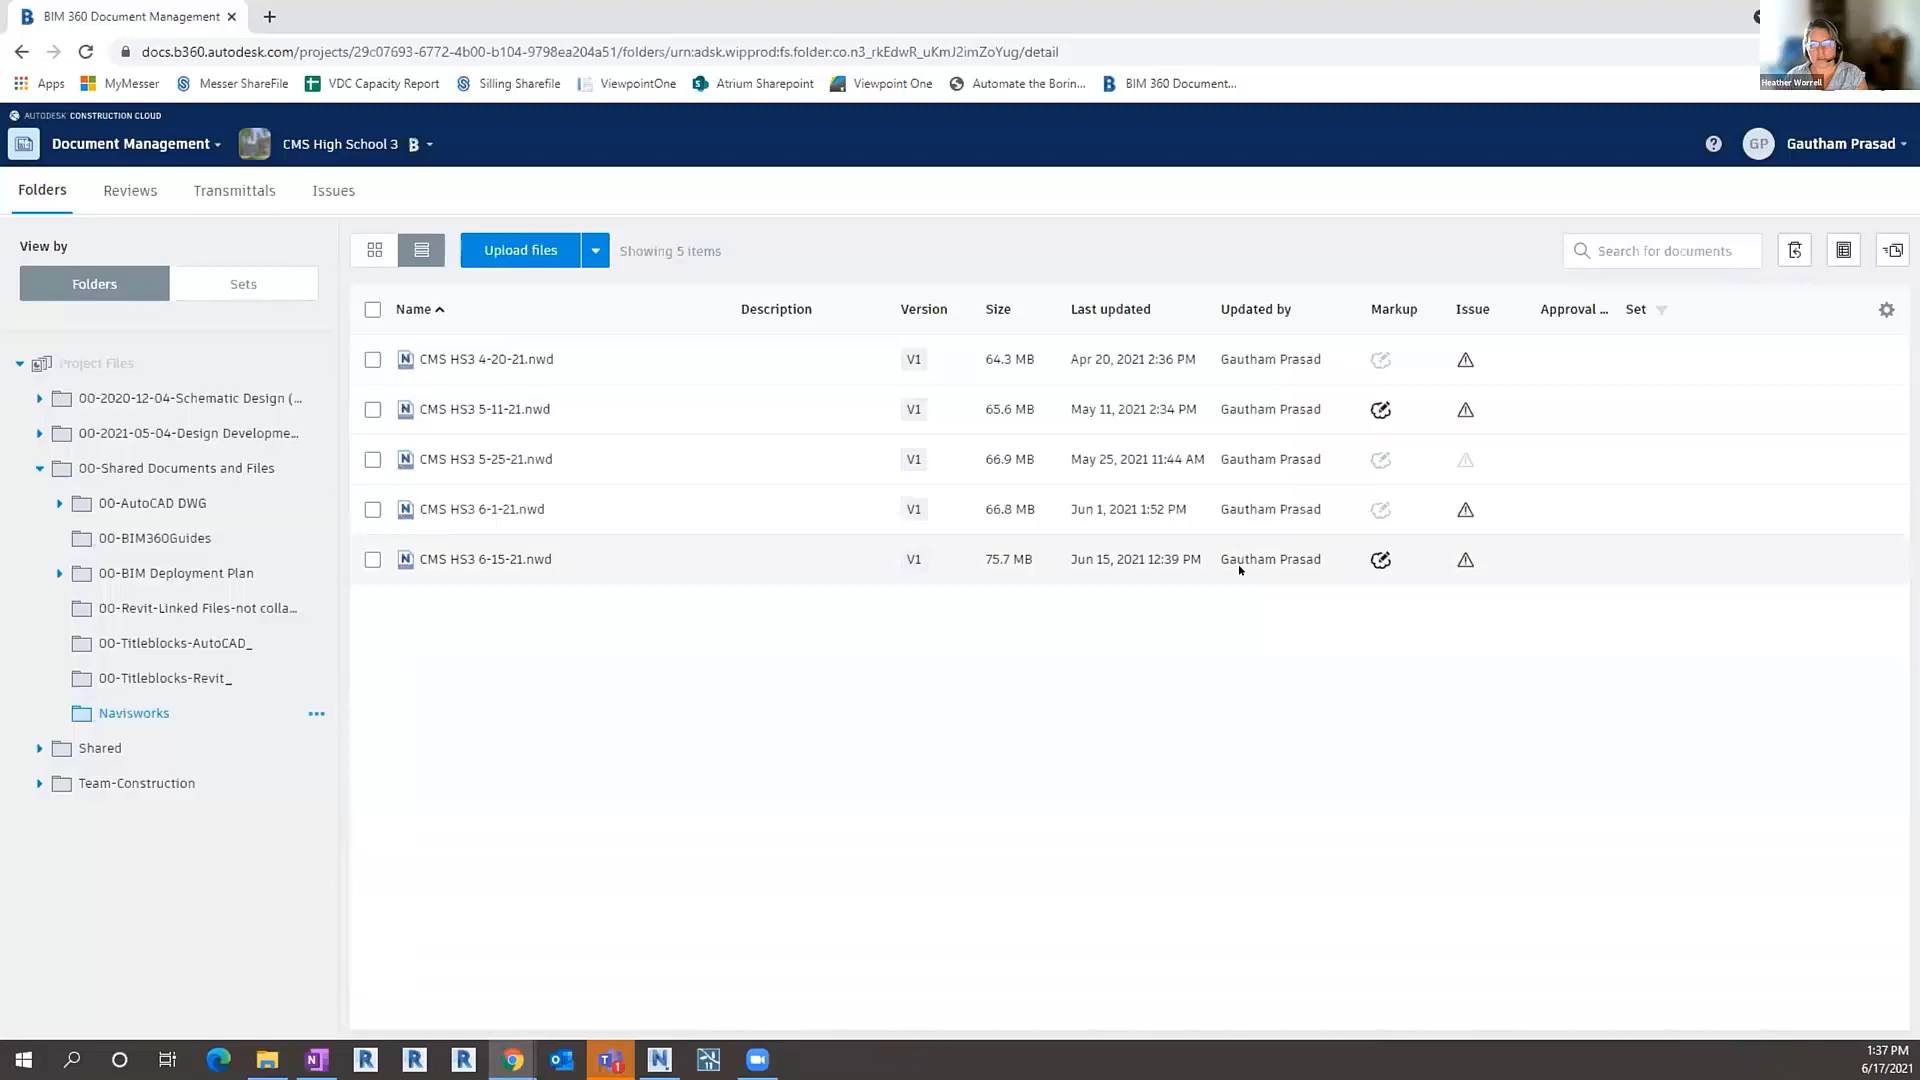 BIM 360 Document Management
docs.b360.autodesk.com/projects/29c07693-6772-4b00-b104-9798ea204a51/folders/urn:adsk.wipprod:fs.folder:co.n3_rkEdwR_uKmJ2imZoYug/detail
Heather Worrell
Apps MyMesser Messer ShareFile VDC Capacity Report Silling Sharefile ViewpointOne Atrium Sharepoint Viewpoint One Automate the Borin... BIM 360 Document...
AUTODESK CONSTRUCTION CLOUD
Document Management CMS High School 3 B GP Gautham Prasad
Folders Reviews Transmittals Issues
View by
Folders Sets
Upload files Showing 5 items Search for documents
Name Description Version Size Last updated Updated by Markup Issue Approval ... Set
CMS HS3 4-20-21.nwd V1 64.3 MB Apr 20, 2021 2:36 PM Gautham Prasad
CMS HS3 5-11-21.nwd V1 65.6 MB May 11, 2021 2:34 PM Gautham Prasad
CMS HS3 5-25-21.nwd V1 66.9 MB May 25, 2021 11:44 AM Gautham Prasad
CMS HS3 6-1-21.nwd V1 66.8 MB Jun 1, 2021 1:52 PM Gautham Prasad
CMS HS3 6-15-21.nwd V1 75.7 MB Jun 15, 2021 12:39 PM Gautham Prasad
Project Files
00-2020-12-04-Schematic Design (...
00-2021-05-04-Design Developme...
00-Shared Documents and Files
00-AutoCAD DWG
00-BIM360Guides
00-BIM Deployment Plan
00-Revit-Linked Files-not colla...
00-Titleblocks-AutoCAD_
00-Titleblocks-Revit_
Navisworks
Shared
Team-Construction
1:37 PM
6/17/2021